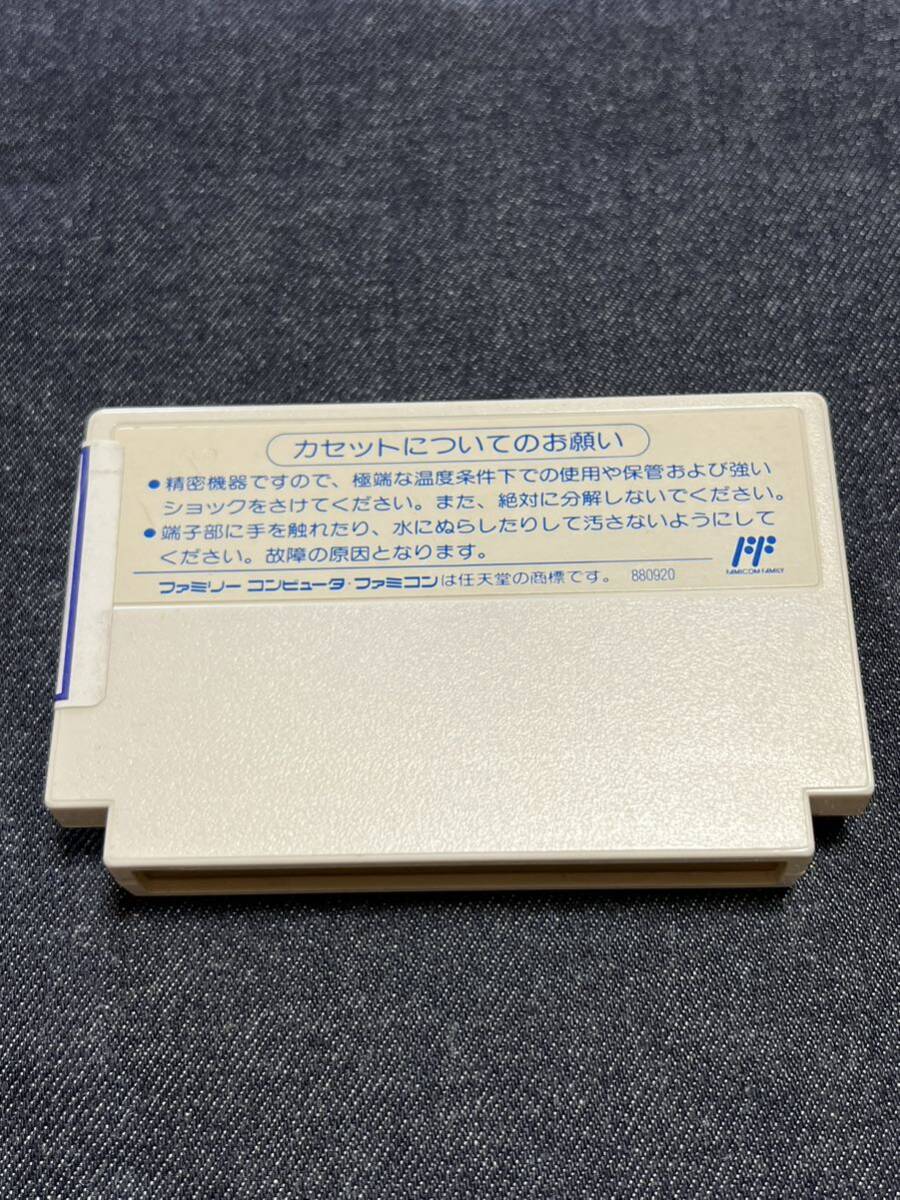 カセットについてのお願い
●精密機器ですので、極端な温度条件下での使用や保管および強い
ショックをさけてください。また、絶対に分解しないでください。
●端子部に手を触れたり、水にぬらしたりして汚さないようにして
ください。故障の原因となります。
FAMICOM FAMILY
ファミリー コンピュータ・ファミコンは任天堂の商標です。 880920